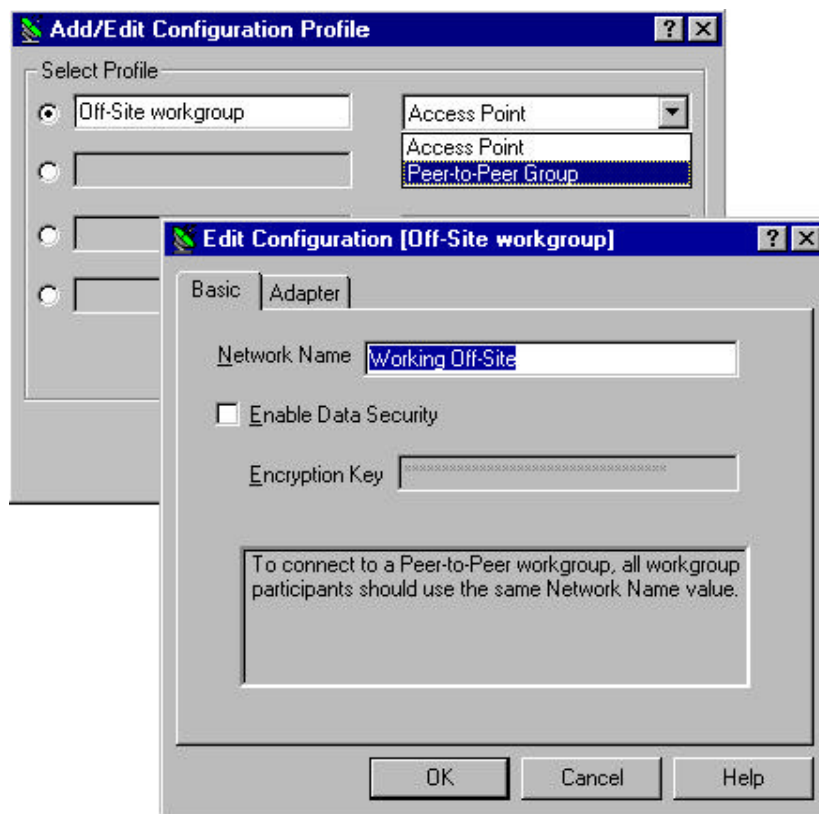 Add/Edit Configuration Profile
Select Profile
Off-Site workgroup
Access Point
Access Point
Peer-to-Peer Group
Edit Configuration [Off-Site workgroup]
Basic
Adapter
Network Name
Working Off-Site
Enable Data Security
Encryption Key
**********************************
To connect to a Peer-to-Peer workgroup, all workgroup
participants should use the same Network Name value.
OK
Cancel
Help